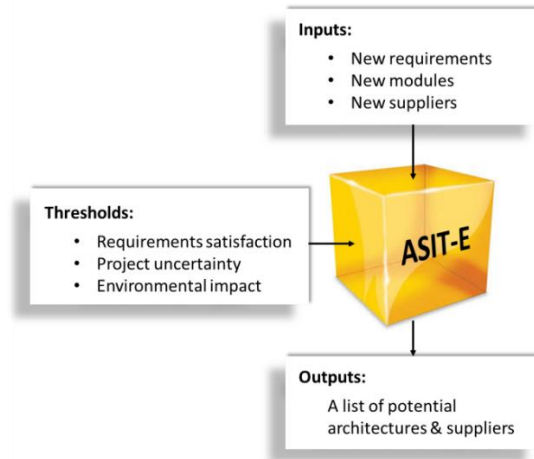 Inputs:
• New requirements
• New modules
• New suppliers
Thresholds:
• Requirements satisfaction
• Project uncertainty
• Environmental impact
ASIT-E
Outputs:
A list of potential
architectures & suppliers